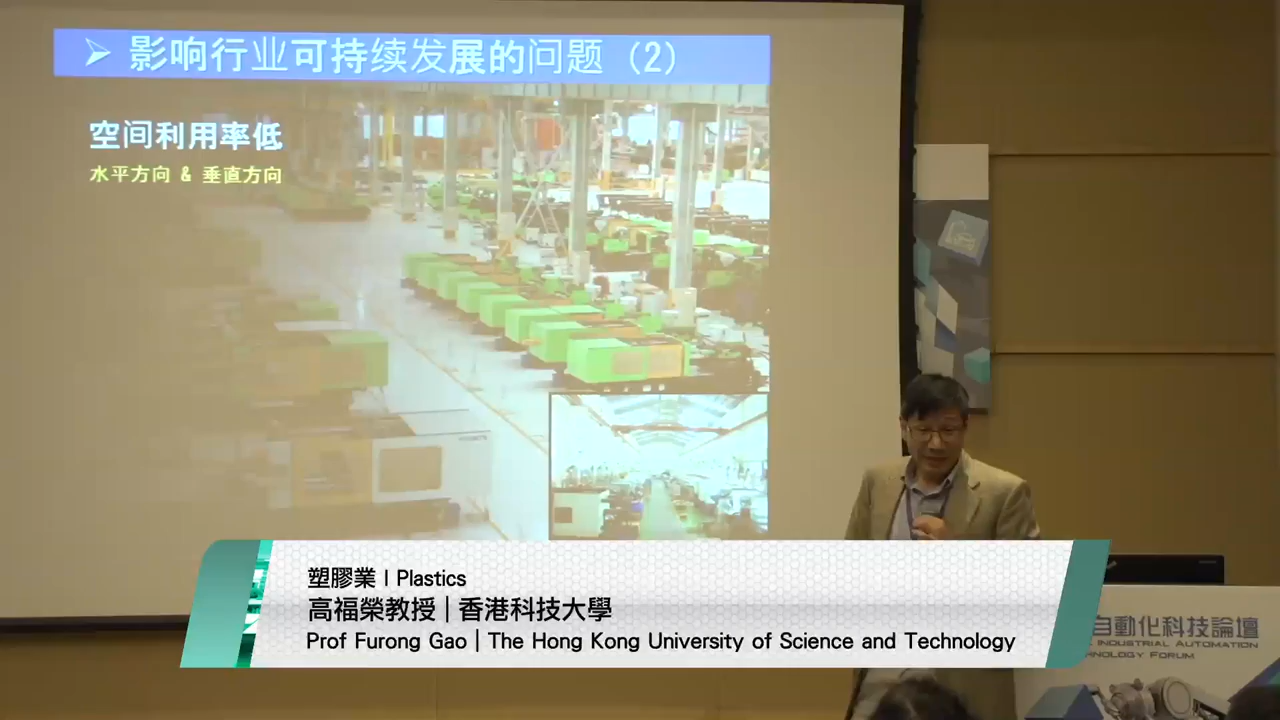 ➢ 影响行业可持续发展的问题（2）
空间利用率低
水平方向 & 垂直方向
塑膠業 | Plastics
高福榮教授 | 香港科技大學
Prof Furong Gao | The Hong Kong University of Science and Technology
自動化科技論壇
INDUSTRIAL AUTOMATION
NOLOGY FORUM